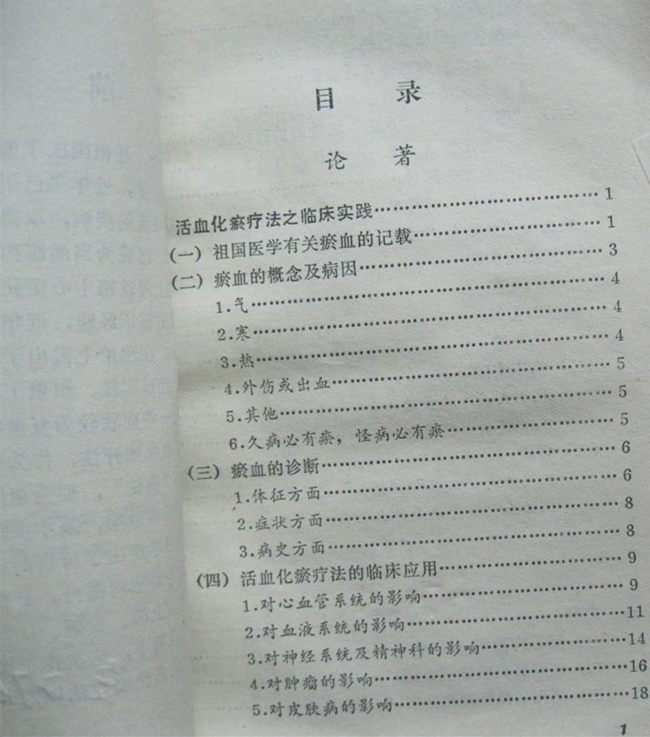 目录
论著
活血化瘀疗法之临床实践…………………………1
(一)祖国医学有关瘀血的记载…………………………1
(二)瘀血的概念及病因…………………………3
1.气…………………………4
2.寒…………………………4
3.热…………………………4
4.外伤或出血…………………………5
5.其他…………………………5
6.久病必有瘀，怪病必有瘀…………………………5
(三)瘀血的诊断…………………………6
1.体征方面…………………………6
2.症状方面…………………………8
3.病史方面…………………………8
(四)活血化瘀疗法的临床应用…………………………9
1.对心血管系统的影响…………………………9
2.对血液系统的影响…………………………11
3.对神经系统及精神科的影响…………………………14
4.对肿瘤的影响…………………………16
5.对皮肤病的影响…………………………18
1